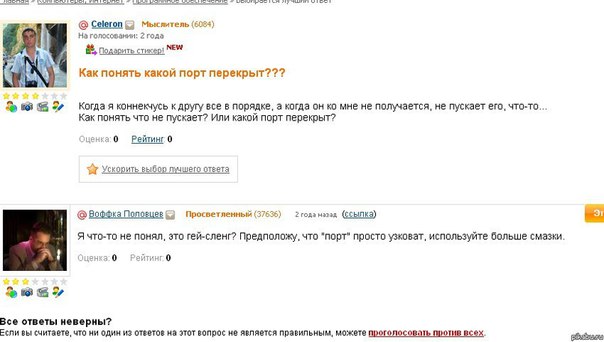 Главная » Компьютеры, Интернет » Программное обеспечение » Выбирается лучший ответ
Celeron Мыслитель (6084)
На голосовании: 2 года
Подарить стикер! NEW
Как понять какой порт перекрыт???
Когда я коннекчусь к другу все в порядке, а когда он ко мне не получается, не пускает его, что-то...
Как понять что не пускает? Или какой порт перекрыт?
Оценка: 0 Рейтинг: 0
Ускорить выбор лучшего ответа
Воффка Поповцев Просветленный (37636) 2 года назад (ссылка)
Я что-то не понял, это гей-сленг? Предположу, что "порт" просто узковат, используйте больше смазки.
Оценка: 0 Рейтинг: 0
Все ответы неверны?
Если вы считаете, что ни один из ответов на этот вопрос не является правильным, можете проголосовать против всех.
pikabu.ru